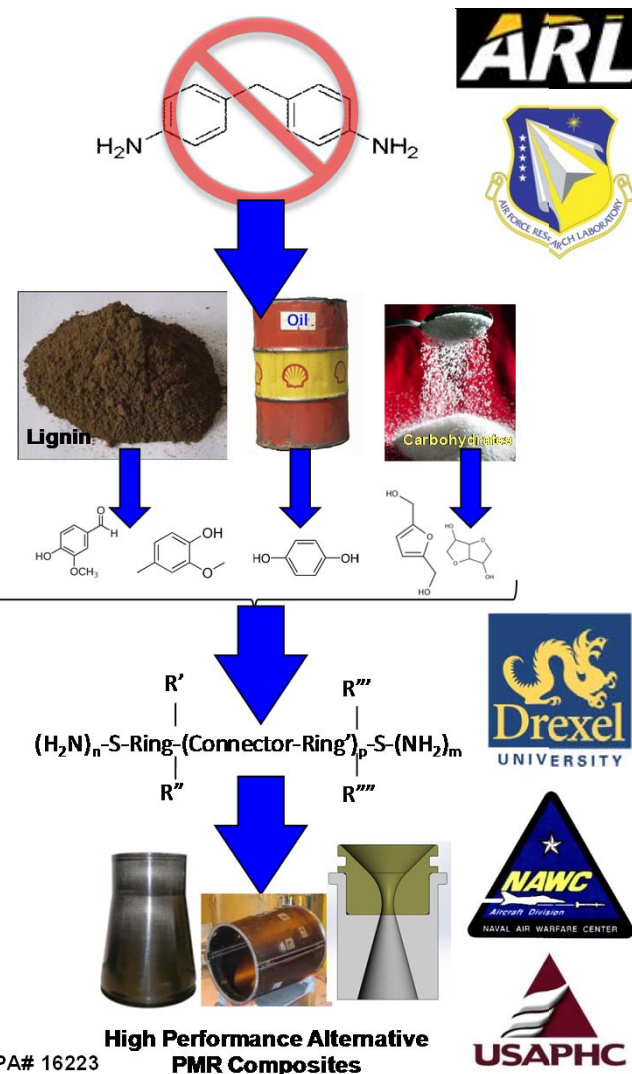 ARL
H₂N
NH₂
AIR FORCE RESEARCH LABORATORY
Oil
Lignin
Carbohydrates
O
H
HO
OCH₃
OH
O
HO
OH
HO
O
HO
HO
O
O
OH
R' R'''
(H₂N)ₙ-S-Ring-(Connector-Ring')ₚ-S-(NH₂)ₘ
R" R""
Drexel
UNIVERSITY
NAWC
Aircraft Division
NAVAL AIR WARFARE CENTER
High Performance Alternative
PMR Composites
PA# 16223
USAPHC